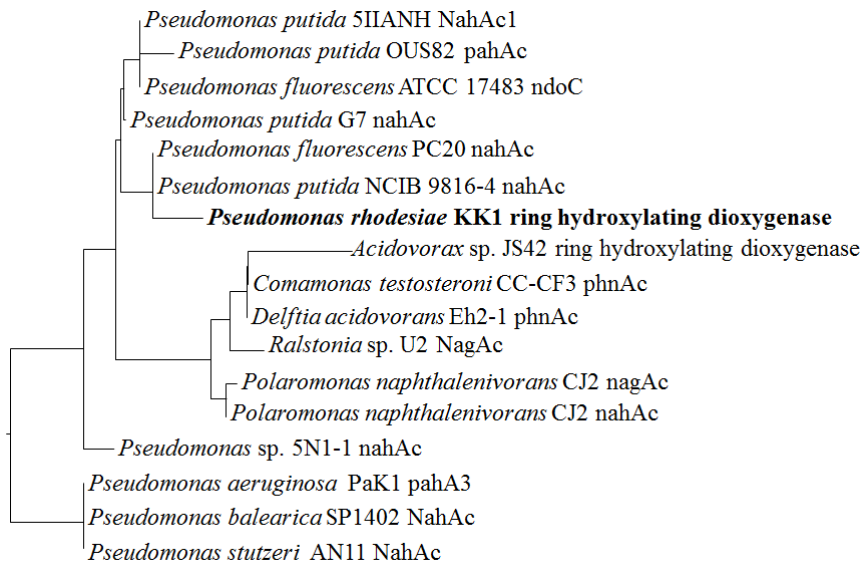 Pseudomonas putida 5IIANH NahAc1
Pseudomonas putida OUS82 pahAc
Pseudomonas fluorescens ATCC 17483 ndoC
Pseudomonas putida G7 nahAc
Pseudomonas fluorescens PC20 nahAc
Pseudomonas putida NCIB 9816-4 nahAc
Pseudomonas rhodesiae KK1 ring hydroxylating dioxygenase
Acidovorax sp. JS42 ring hydroxylating dioxygenase
Comamonas testosteroni CC-CF3 phnAc
Delftia acidovorans Eh2-1 phnAc
Ralstonia sp. U2 NagAc
Polaromonas naphthalenivorans CJ2 nagAc
Polaromonas naphthalenivorans CJ2 nahAc
Pseudomonas sp. 5N1-1 nahAc
Pseudomonas aeruginosa PaK1 pahA3
Pseudomonas balearica SP1402 NahAc
Pseudomonas stutzeri AN11 NahAc